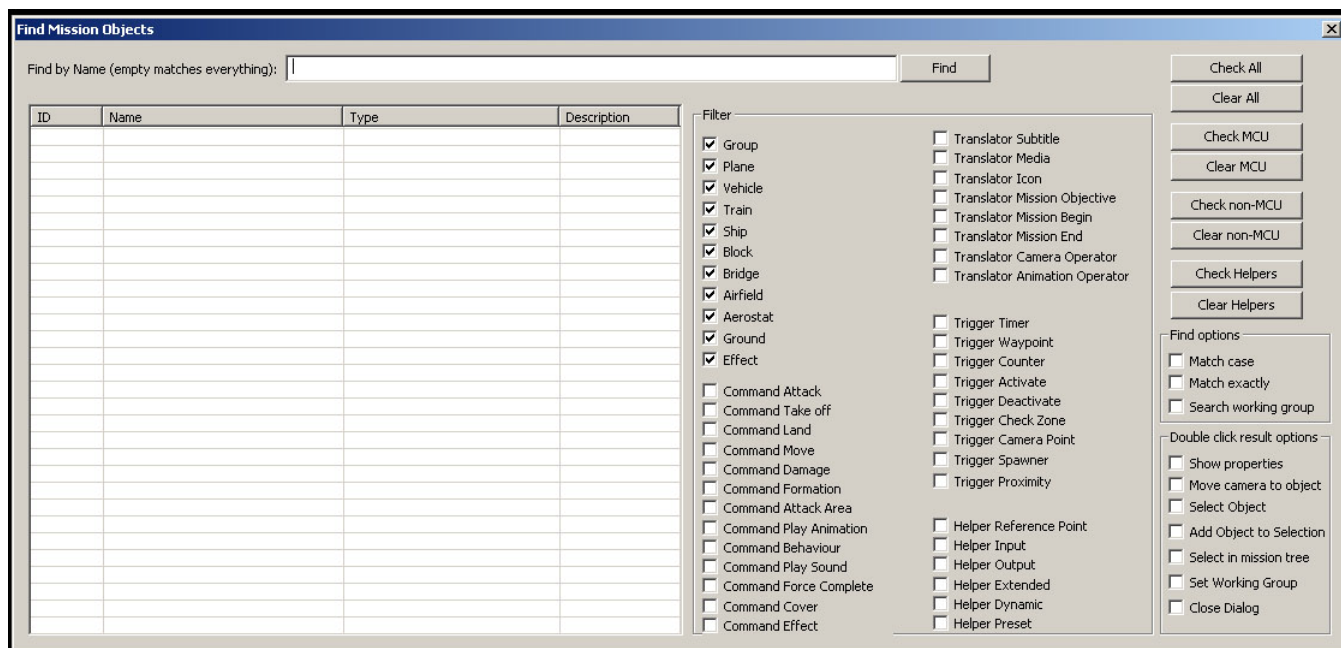 Find Mission Objects
Find by Name (empty matches everything):
Find
ID
Name
Type
Description
Filter
Group
Plane
Vehicle
Train
Ship
Block
Bridge
Airfield
Aerostat
Ground
Effect
Command Attack
Command Take off
Command Land
Command Move
Command Damage
Command Formation
Command Attack Area
Command Play Animation
Command Behaviour
Command Play Sound
Command Force Complete
Command Cover
Command Effect
Translator Subtitle
Translator Media
Translator Icon
Translator Mission Objective
Translator Mission Begin
Translator Mission End
Translator Camera Operator
Translator Animation Operator
Trigger Timer
Trigger Waypoint
Trigger Counter
Trigger Activate
Trigger Deactivate
Trigger Check Zone
Trigger Camera Point
Trigger Spawner
Trigger Proximity
Helper Reference Point
Helper Input
Helper Output
Helper Extended
Helper Dynamic
Helper Preset
Check All
Clear All
Check MCU
Clear MCU
Check non-MCU
Clear non-MCU
Check Helpers
Clear Helpers
Find options
Match case
Match exactly
Search working group
Double click result options
Show properties
Move camera to object
Select Object
Add Object to Selection
Select in mission tree
Set Working Group
Close Dialog